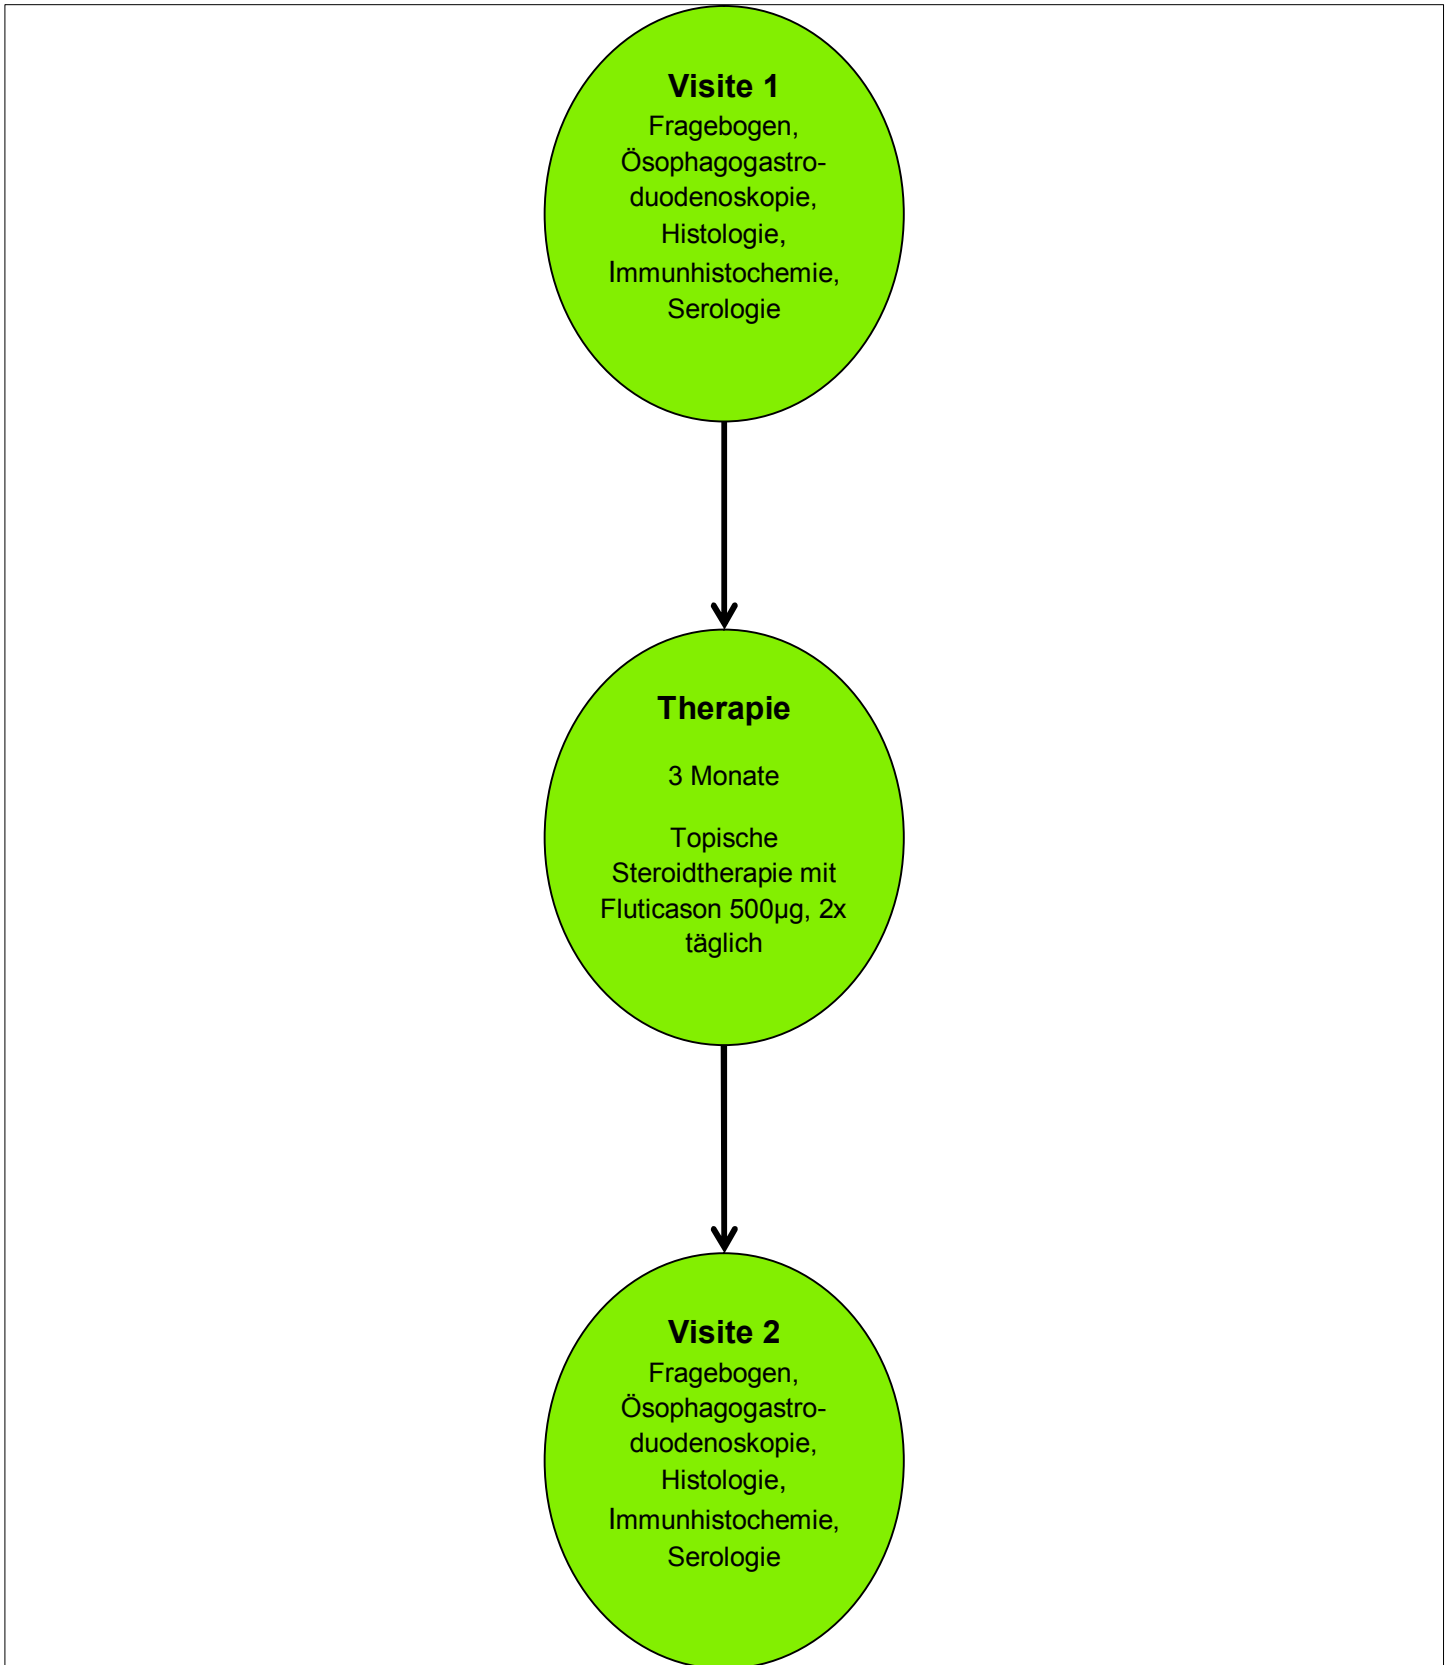 Visite 1
Fragebogen,
Ösophagogastro-
duodenoskopie,
Histologie,
Immunhistochemie,
Serologie
Therapie
3 Monate
Topische
Steroidtherapie mit
Fluticason 500µg, 2x
täglich
Visite 2
Fragebogen,
Ösophagogastro-
duodenoskopie,
Histologie,
Immunhistochemie,
Serologie